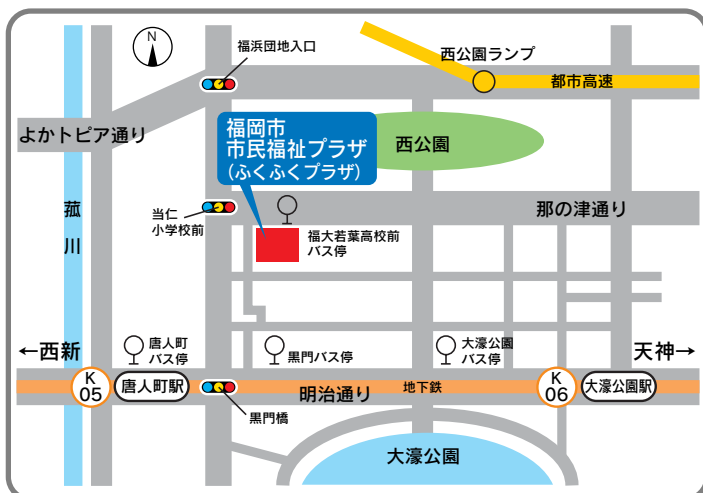 N
福浜団地入口
西公園ランプ
都市高速
よかトピア通り
福岡市
市民福祉プラザ
(ふくふくプラザ)
西公園
菰川
当仁
小学校前
那の津通り
福大若葉高校前
バス停
←西新
唐人町
バス停
黒門バス停
大濠公園
バス停
天神→
K
05
唐人町駅
明治通り
地下鉄
K
06
大濠公園駅
黒門橋
大濠公園